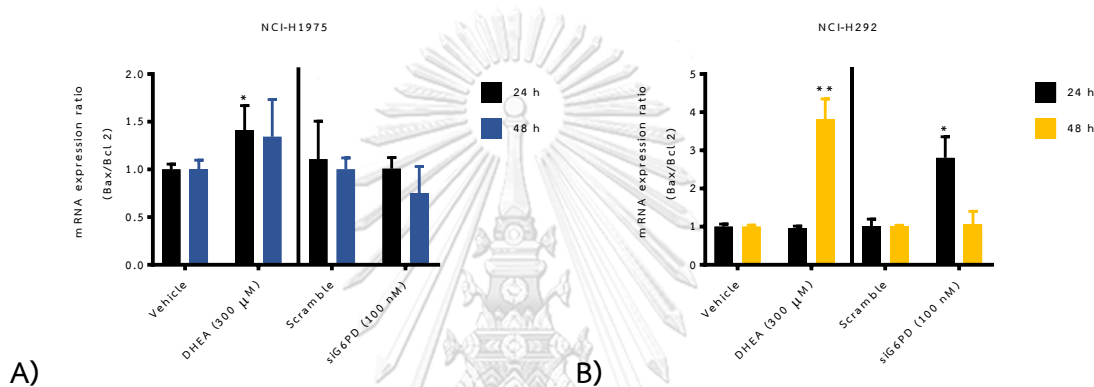 NCI-H1975
mRNA expression ratio
(Bax/Bcl 2)
2.0
1.5
1.0
0.5
0.0
*
24 h
48 h
Vehicle
DHEA (300 μM)
Scramble
siG6PD (100 nM)
A)
NCI-H292
mRNA expression ratio
(Bax/Bcl 2)
5
4
3
2
1
0
**
*
24 h
48 h
Vehicle
DHEA (300 μM)
Scramble
siG6PD (100 nM)
B)